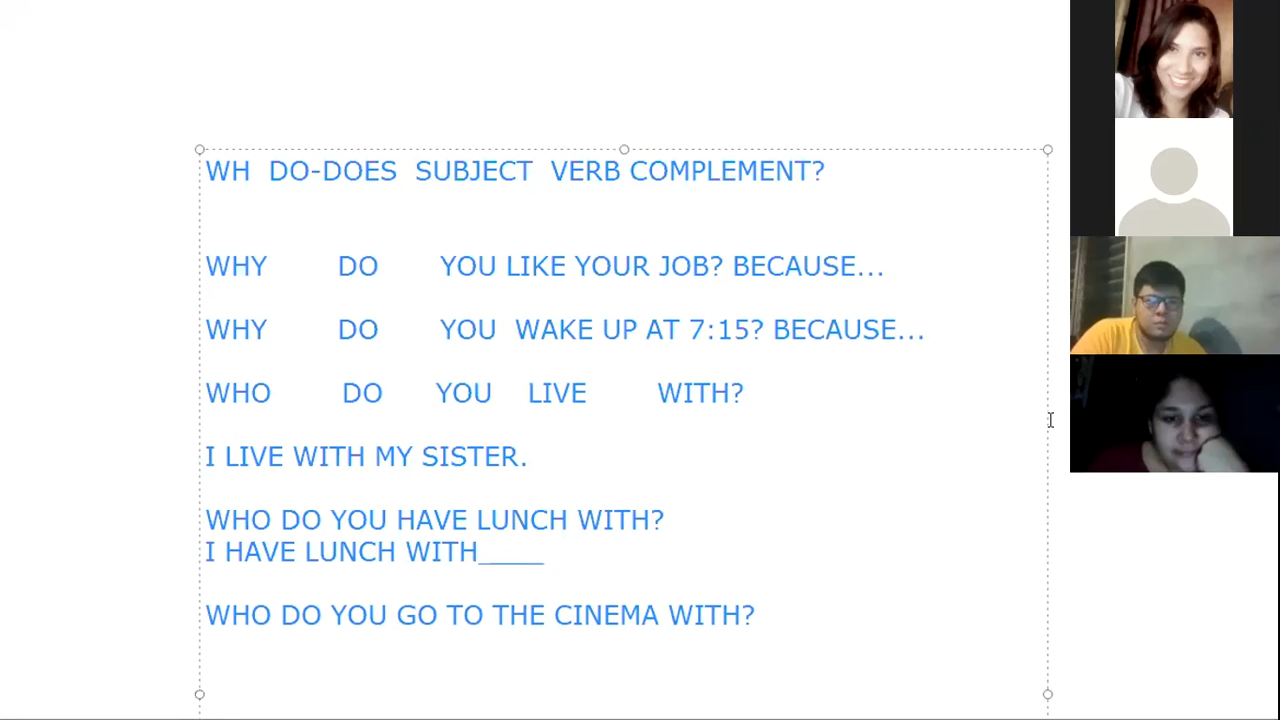 WH DO-DOES SUBJECT VERB COMPLEMENT?
WHY DO YOU LIKE YOUR JOB? BECAUSE...
WHY DO YOU WAKE UP AT 7:15? BECAUSE...
WHO DO YOU LIVE WITH?
I LIVE WITH MY SISTER.
WHO DO YOU HAVE LUNCH WITH?
I HAVE LUNCH WITH____
WHO DO YOU GO TO THE CINEMA WITH?